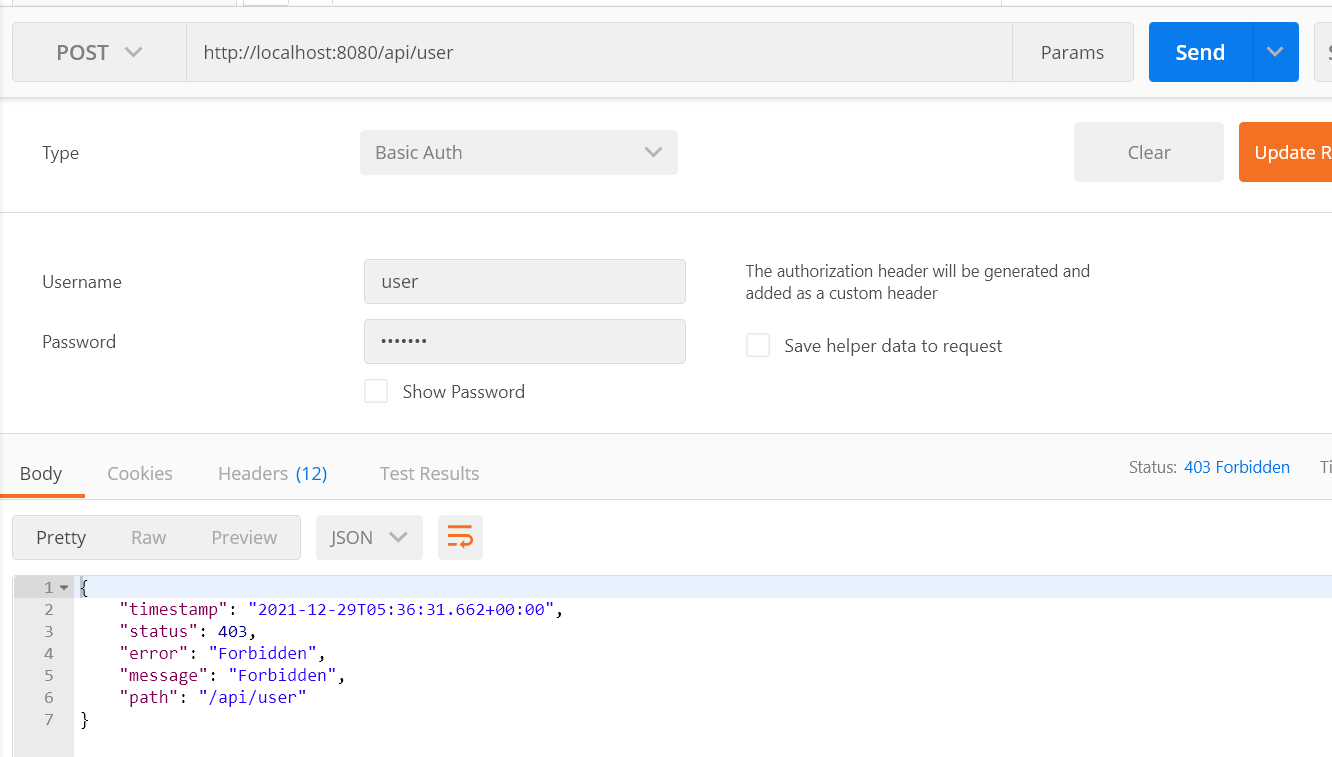 POST http://localhost:8080/api/user Params Send
Type Basic Auth Clear Update R
Username user The authorization header will be generated and
added as a custom header
Password ••••••• Save helper data to request
Show Password
Body Cookies Headers (12) Test Results Status: 403 Forbidden Ti
Pretty Raw Preview JSON
1 {
2 "timestamp": "2021-12-29T05:36:31.662+00:00",
3 "status": 403,
4 "error": "Forbidden",
5 "message": "Forbidden",
6 "path": "/api/user"
7 }